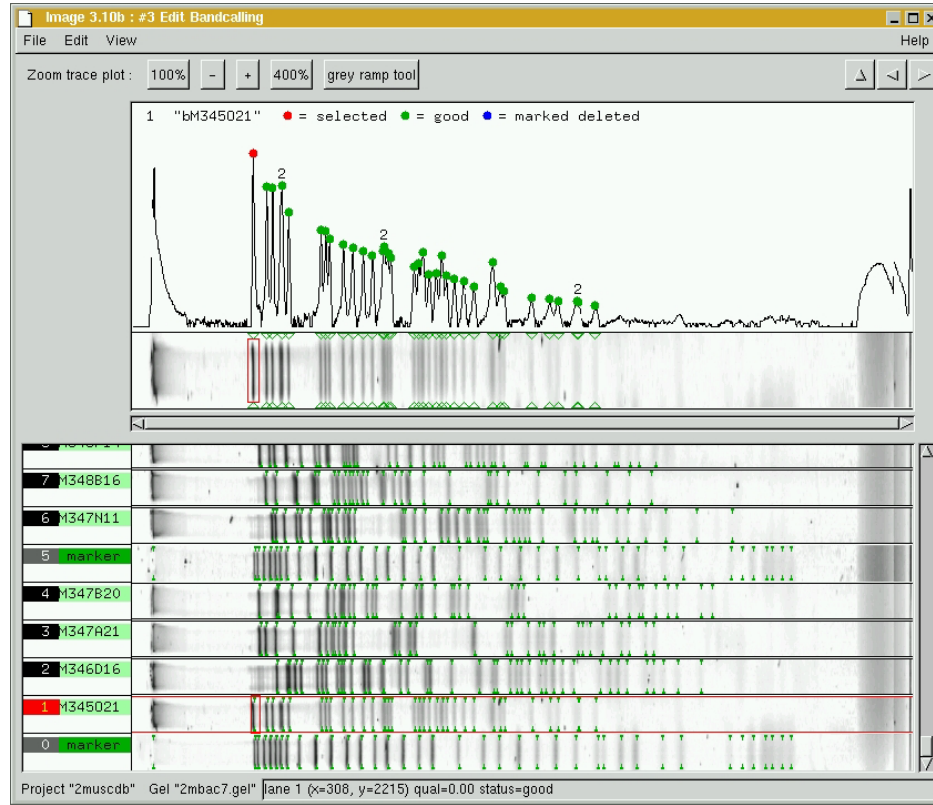 Image 3.10b : #3 Edit Bandcalling
File Edit View Help
Zoom trace plot : 100% - + 400% grey ramp tool
1 "bM345O21" = selected = good = marked deleted
2
2
2
7 M348B16
6 M347N11
5 marker
4 M347B20
3 M347A21
2 M346D16
1 M345O21
0 marker
Project "2muscdb" Gel "2mbac7.gel" lane 1 (x=308, y=2215) qual=0.00 status=good